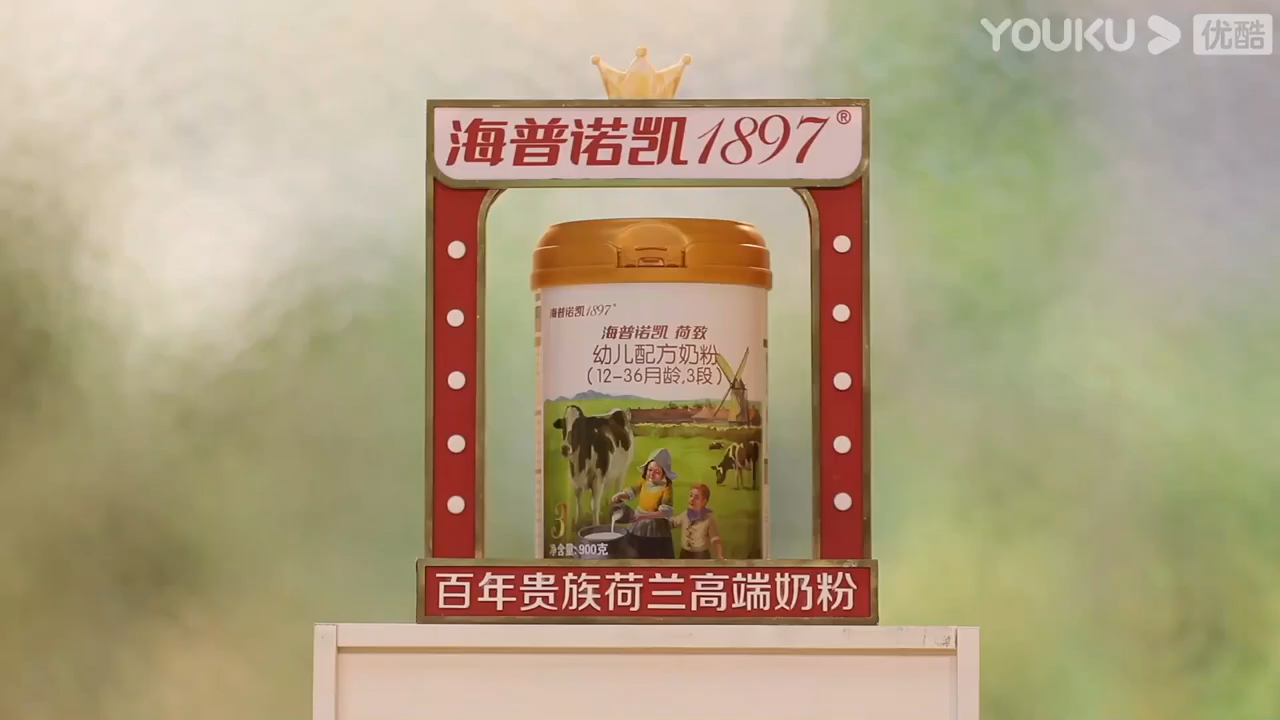 YOUKU 优酷
海普诺凯1897®
海普诺凯1897®
海普诺凯 荷致
幼儿配方奶粉
(12-36月龄,3段)
3
净含量:900克
百年贵族荷兰高端奶粉